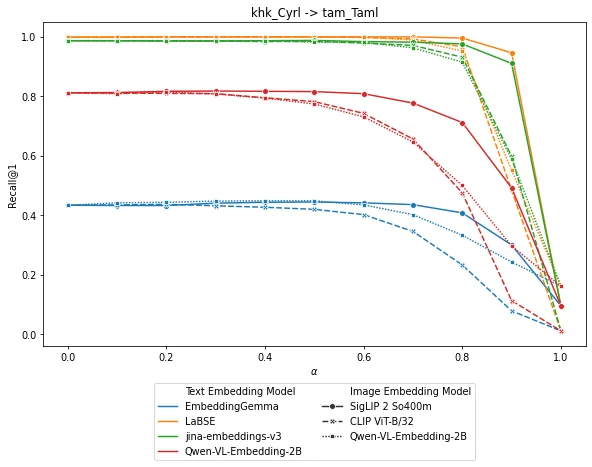 khk_Cyrl -> tam_Taml
Recall@1
1.0
0.8
0.6
0.4
0.2
0.0
0.0 0.2 0.4 0.6 0.8 1.0
α
Text Embedding Model
EmbeddingGemma
LaBSE
jina-embeddings-v3
Qwen-VL-Embedding-2B
Image Embedding Model
SigLIP 2 So400m
CLIP ViT-B/32
Qwen-VL-Embedding-2B